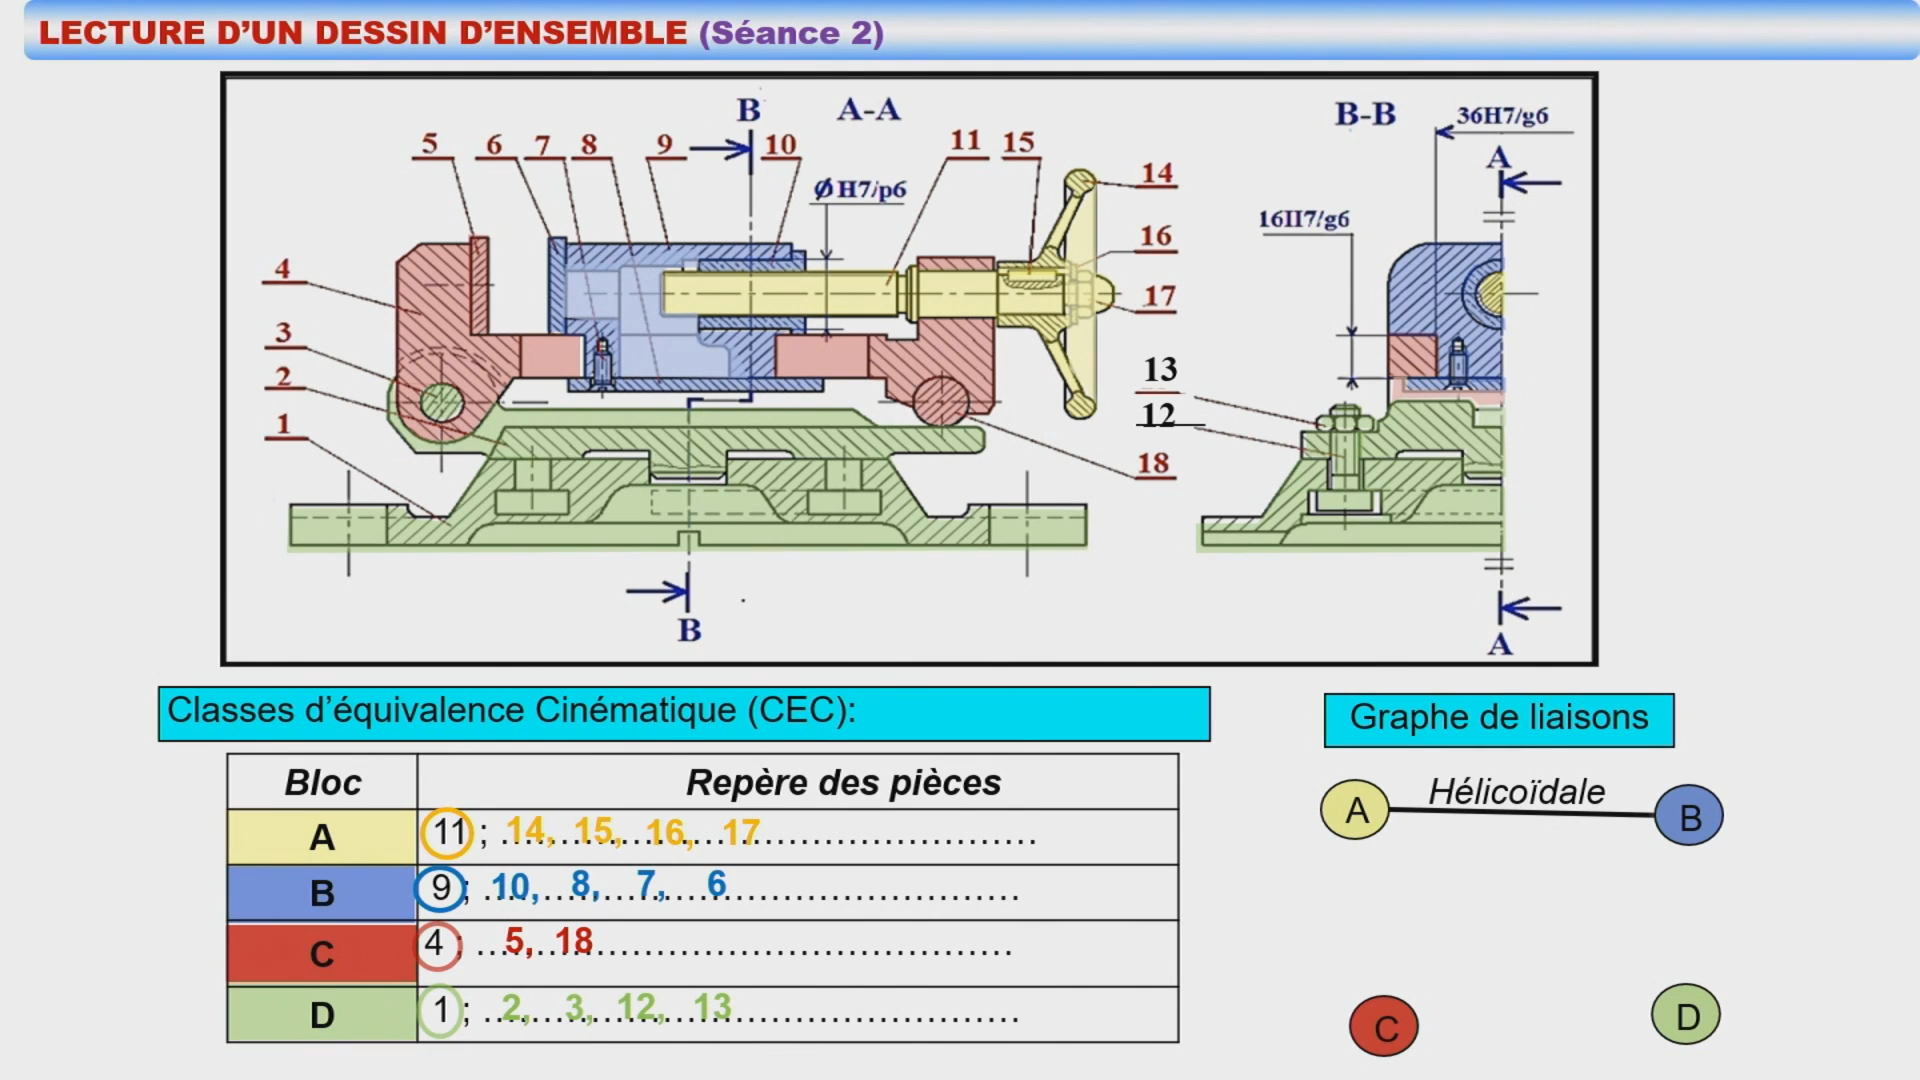 LECTURE D’UN DESSIN D’ENSEMBLE (Séance 2)
B A-A B-B 36H7/g6
5 6 7 8 9 10 11 15 14 A
Ø H7/p6
16H7/g6
16
4
17
3
13
2
12
1
18
B A
Classes d’équivalence Cinématique (CEC):
Graphe de liaisons
Bloc Repère des pièces
A 11 ; 14, 15, 16, 17
B 9 ; 10, 8, 7, 6
C 4 ; 5, 18
D 1 ; 2, 3, 12, 13
A Hélicoïdale B
C D